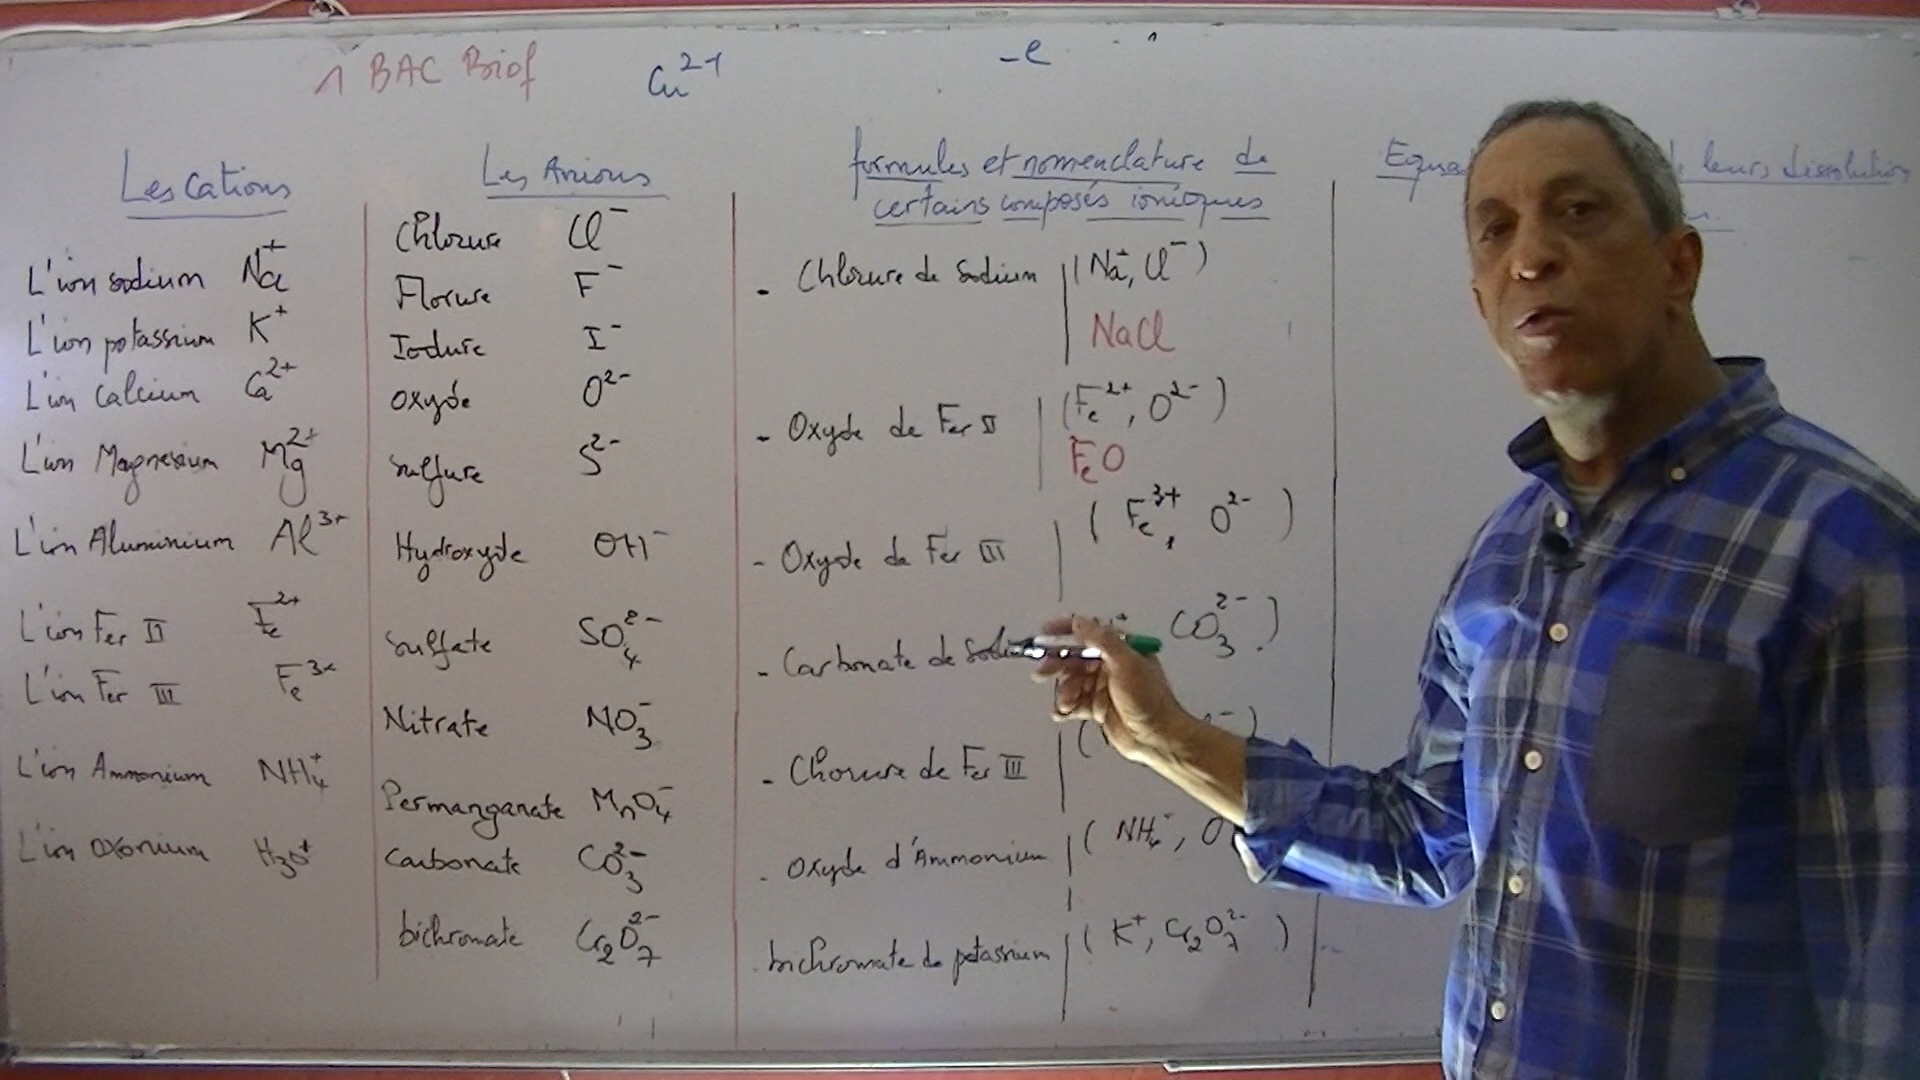 1 BAC Biof
Cu²⁺
-e
Les Cations
L'ion sodium Na⁺
L'ion potassium K⁺
L'ion Calcium Ca²⁺
L'ion Magnesium Mg²⁺
L'ion Aluminium Al³⁺
L'ion Fer II Fe²⁺
L'ion Fer III Fe³⁺
L'ion Ammonium NH₄⁺
L'ion Oxonium H₃O⁺
Les Anions
Chlorure Cl⁻
Florure F⁻
Iodure I⁻
oxyde O²⁻
sulfure S²⁻
Hydroxyde OH⁻
sulfate SO₄²⁻
Nitrate NO₃⁻
Permanganate MnO₄⁻
Carbonate CO₃²⁻
bichromate Cr₂O₇²⁻
formules et nomenclature de
certains composés ioniques
- Chlorure de Sodium (Na⁺, Cl⁻)
NaCl
- Oxyde de Fer II (Fe²⁺, O²⁻)
FeO
- Oxyde de Fer III (Fe³⁺, O²⁻)
- Carbonate de CO₃²⁻)
- Chorure de Fer III (
- Oxyde d'Ammonium (NH₄⁻, O
- bichromate de potassium (K⁺, Cr₂O₇²⁻)
leurs dissolution